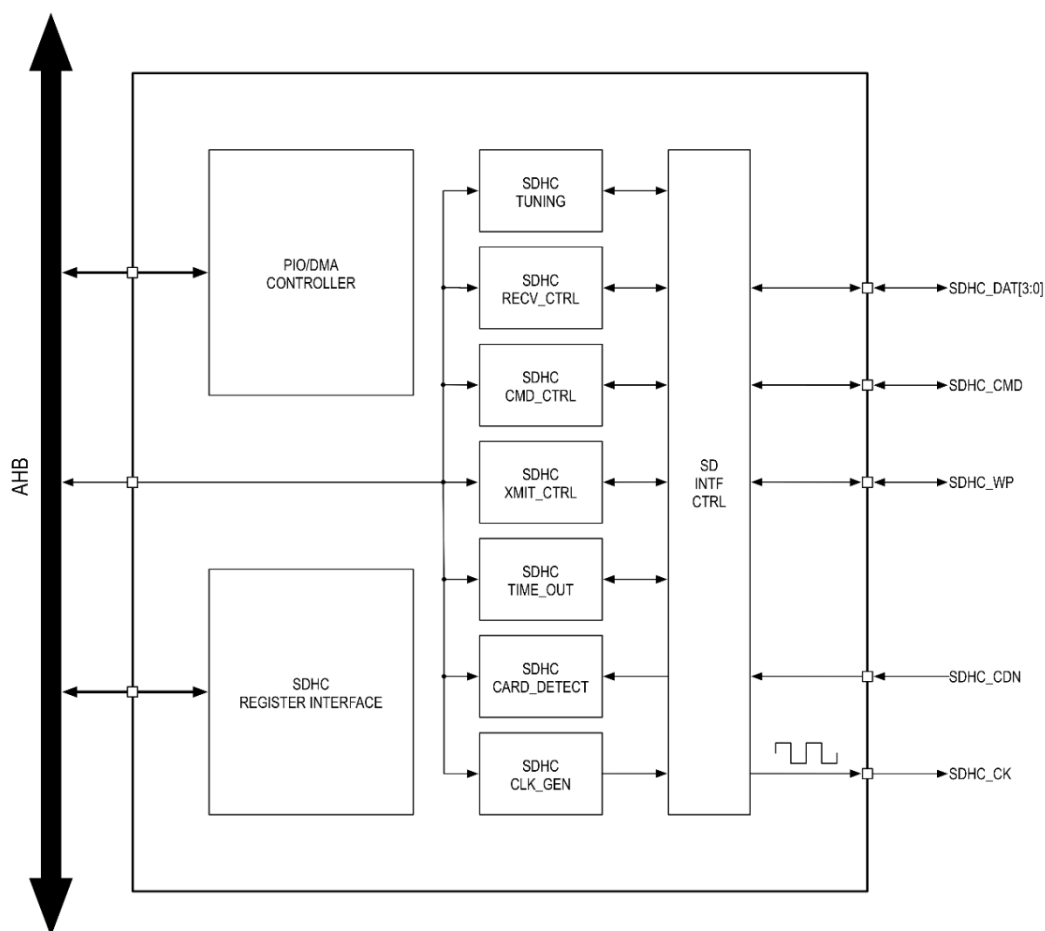 AHB
PIO/DMA
CONTROLLER
SDHC
REGISTER INTERFACE
SDHC
TUNING
SDHC
RECV_CTRL
SDHC
CMD_CTRL
SDHC
XMIT_CTRL
SDHC
TIME_OUT
SDHC
CARD_DETECT
SDHC
CLK_GEN
SD
INTF
CTRL
SDHC_DAT[3:0]
SDHC_CMD
SDHC_WP
SDHC_CDN
SDHC_CK